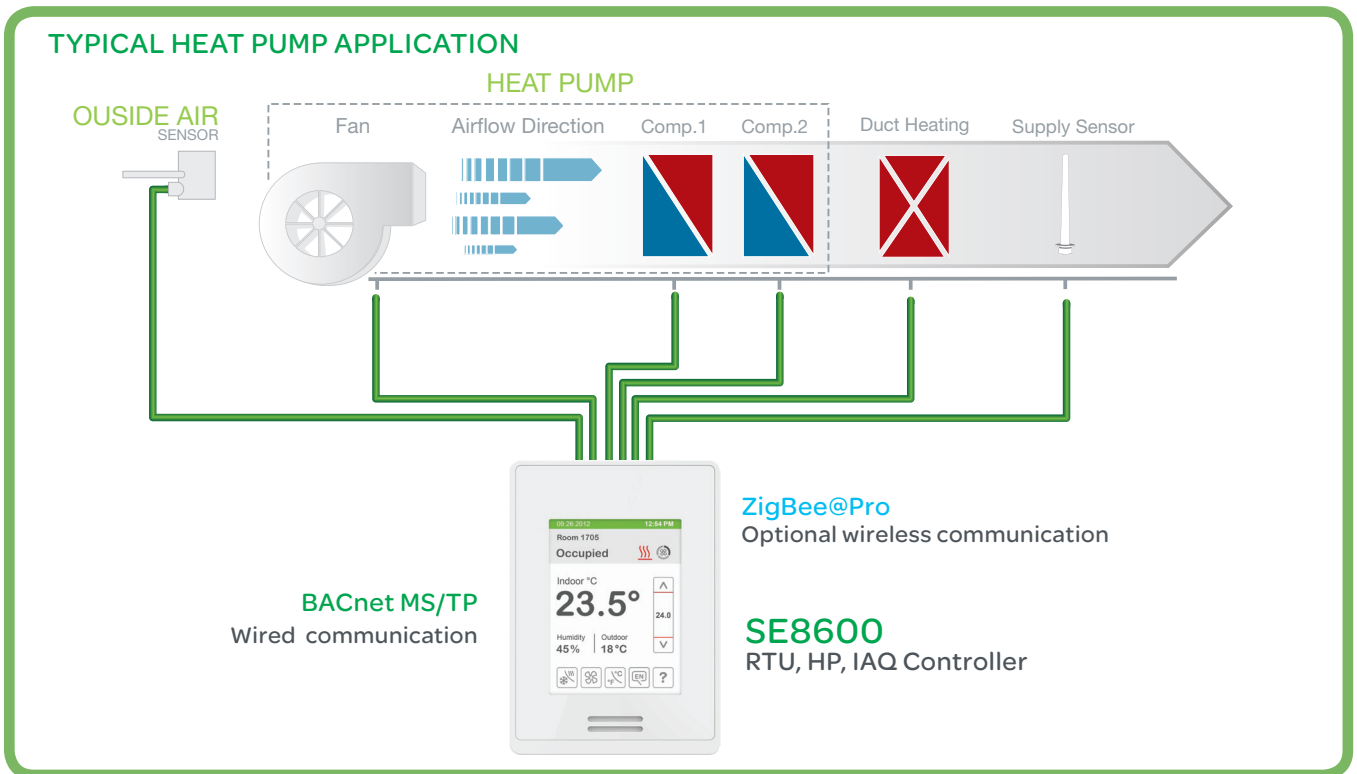 TYPICAL HEAT PUMP APPLICATION
HEAT PUMP
OUSIDE AIR
SENSOR
Fan
Airflow Direction
Comp.1
Comp.2
Duct Heating
Supply Sensor
09.26.2012 12:54 PM
Room 1705
Occupied
Indoor °C
23.5°
24.0
Humidity
45%
Outdoor
18°C
°C
°F
EN
?
BACnet MS/TP
Wired communication
ZigBee@Pro
Optional wireless communication
SE8600
RTU, HP, IAQ Controller